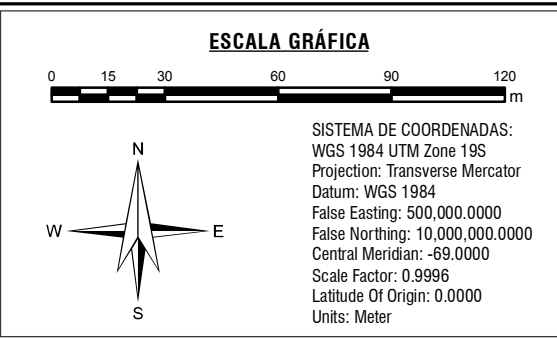 ESCALA GRÁFICA
0 15 30 60 90 120
m
SISTEMA DE COORDENADAS:
WGS 1984 UTM Zone 19S
Projection: Transverse Mercator
Datum: WGS 1984
False Easting: 500,000.0000
False Northing: 10,000,000.0000
Central Meridian: -69.0000
Scale Factor: 0.9996
Latitude Of Origin: 0.0000
Units: Meter
N
W E
S